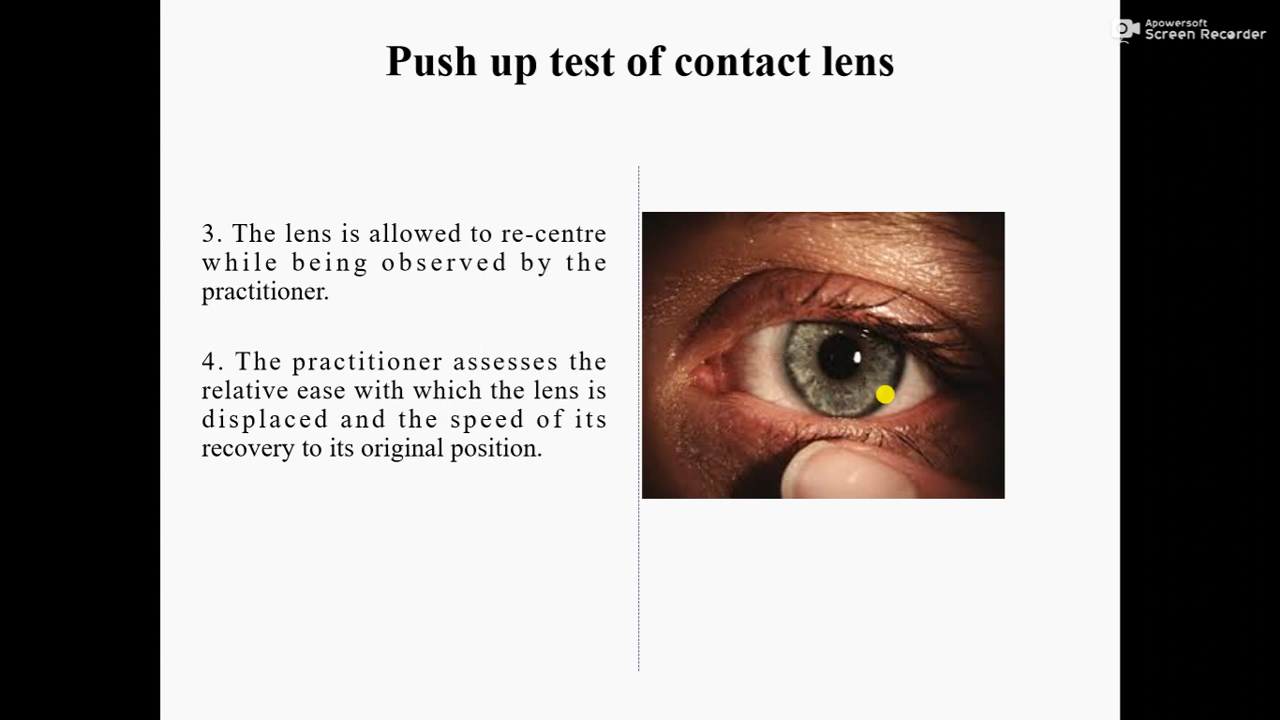 Apowersoft
Screen Recorder
Push up test of contact lens
3. The lens is allowed to re-centre
while being observed by the
practitioner.
4. The practitioner assesses the
relative ease with which the lens is
displaced and the speed of its
recovery to its original position.